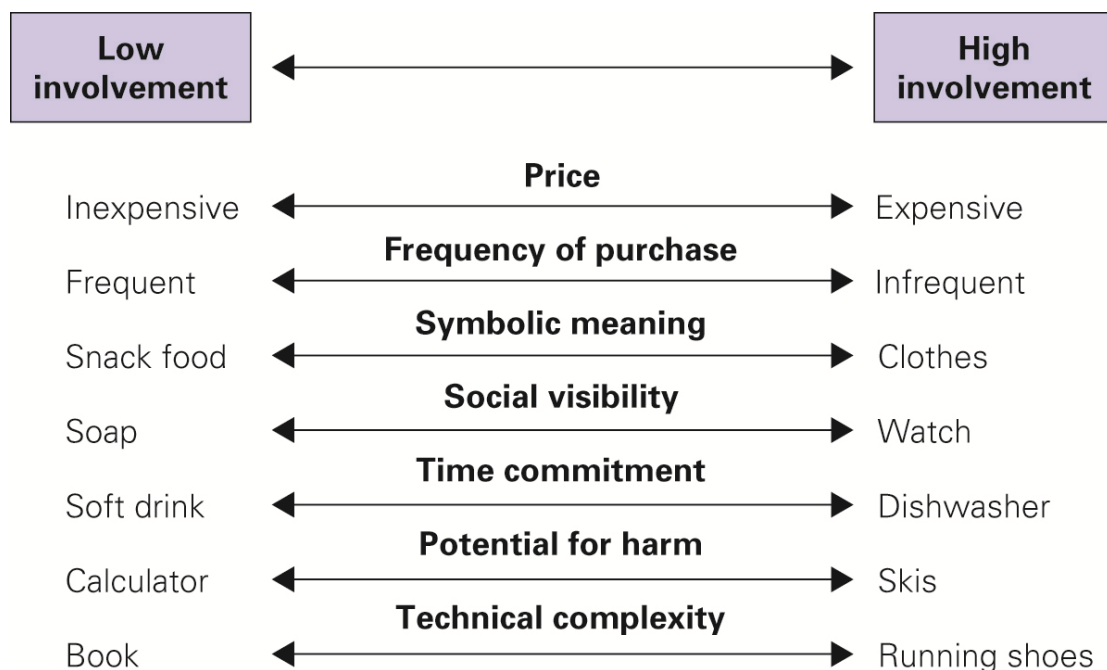 Low
involvement
High
involvement
Price
Inexpensive
Expensive
Frequency of purchase
Frequent
Infrequent
Symbolic meaning
Snack food
Clothes
Social visibility
Soap
Watch
Time commitment
Soft drink
Dishwasher
Potential for harm
Calculator
Skis
Technical complexity
Book
Running shoes